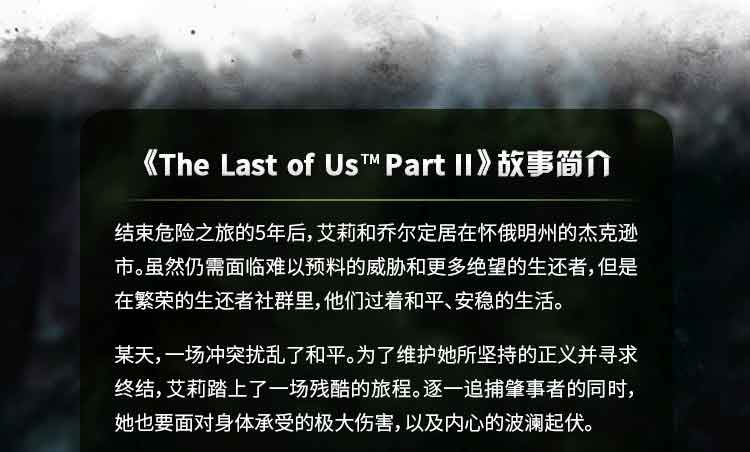 《The Last of Us™ Part II》故事简介
结束危险之旅的5年后，艾莉和乔尔定居在怀俄明州的杰克逊
市。虽然仍需面临难以预料的威胁和更多绝望的生还者，但是
在繁荣的生还者社群里，他们过着和平、安稳的生活。
某天，一场冲突扰乱了和平。为了维护她所坚持的正义并寻求
终结，艾莉踏上了一场残酷的旅程。逐一追捕肇事者的同时，
她也要面对身体承受的极大伤害，以及内心的波澜起伏。